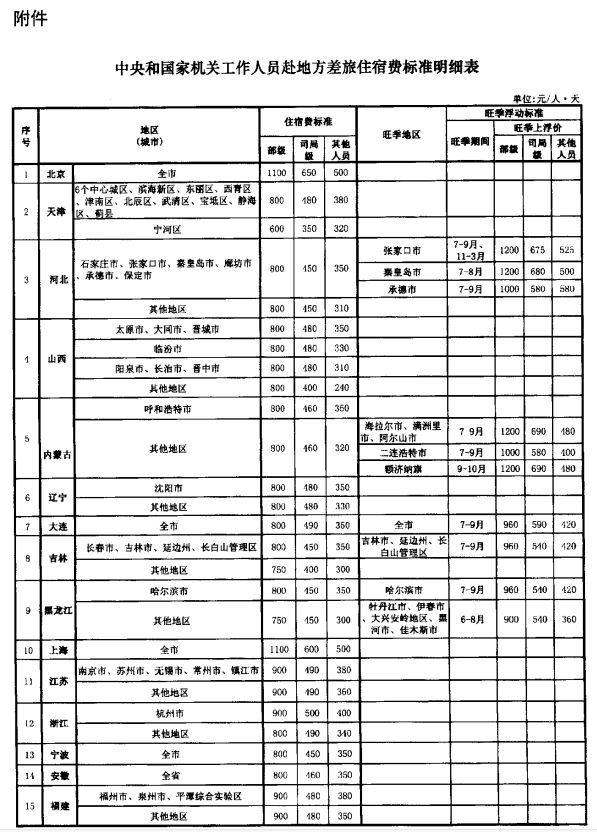 附件
中央和国家机关工作人员赴地方差旅住宿费标准明细表
单位:元/人·天
序号 地区(城市) 住宿费标准 旺季地区 旺季浮动标准
旺季期间 旺季上浮价
部级 司局级 其他人员 部级 司局级 其他人员
1 北京 全市 1100 650 500
2 天津 6个中心城区、滨海新区、东丽区、西青区
、津南区、北辰区、武清区、宝坻区、静海
区、蓟县 800 480 380
宁河区 600 350 320
3 河北 石家庄市、张家口市、秦皇岛市、廊坊市
、承德市、保定市 800 450 350 张家口市 7-9月、
11-3月 1200 675 525
秦皇岛市 7-8月 1200 680 500
承德市 7-9月 1000 580 580
其他地区 800 450 310
4 山西 太原市、大同市、晋城市 800 480 350
临汾市 800 480 330
阳泉市、长治市、晋中市 800 480 310
其他地区 800 400 240
5 内蒙古 呼和浩特市 800 460 350
其他地区 800 460 320 海拉尔市、满洲里
市、阿尔山市 7-9月 1200 690 480
二连浩特市 7-9月 1000 580 400
额济纳旗 9-10月 1200 690 480
6 辽宁 沈阳市 800 480 350
其他地区 800 480 330
7 大连 全市 800 490 350 全市 7-9月 960 590 420
8 吉林 长春市、吉林市、延边州、长白山管理区 800 450 350 吉林市、延边州、长
白山管理区 7-9月 960 540 420
其他地区 750 400 300
9 黑龙江 哈尔滨市 800 450 350 哈尔滨市 7-9月 960 540 420
其他地区 750 450 300 牡丹江市、伊春市
、大兴安岭地区、黑
河市、佳木斯市 6-8月 900 540 360
10 上海 全市 1100 600 500
11 江苏 南京市、苏州市、无锡市、常州市、镇江市 900 490 380
其他地区 900 490 360
12 浙江 杭州市 900 500 400
其他地区 800 490 340
13 宁波 全市 800 450 350
14 安徽 全省 800 460 350
15 福建 福州市、泉州市、平潭综合实验区 900 480 380
其他地区 900 480 350